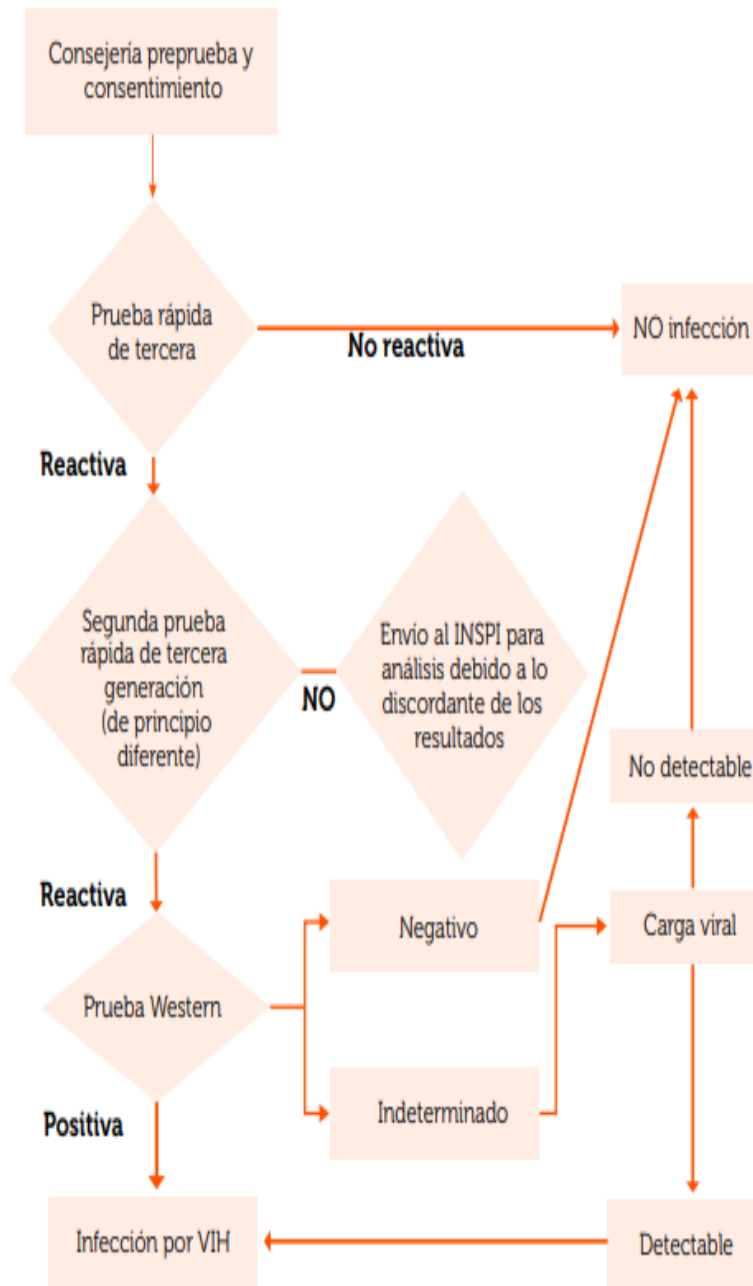 Consejería preprueba y
consentimiento
Prueba rápida
de tercera
No reactiva
NO infección
Reactiva
Segunda prueba
rápida de tercera
generación
(de principio
diferente)
NO
Envío al INSPI para
análisis debido a lo
discordante de los
resultados
No detectable
Reactiva
Negativo
Carga viral
Prueba Western
Indeterminado
Positiva
Infección por VIH
Detectable